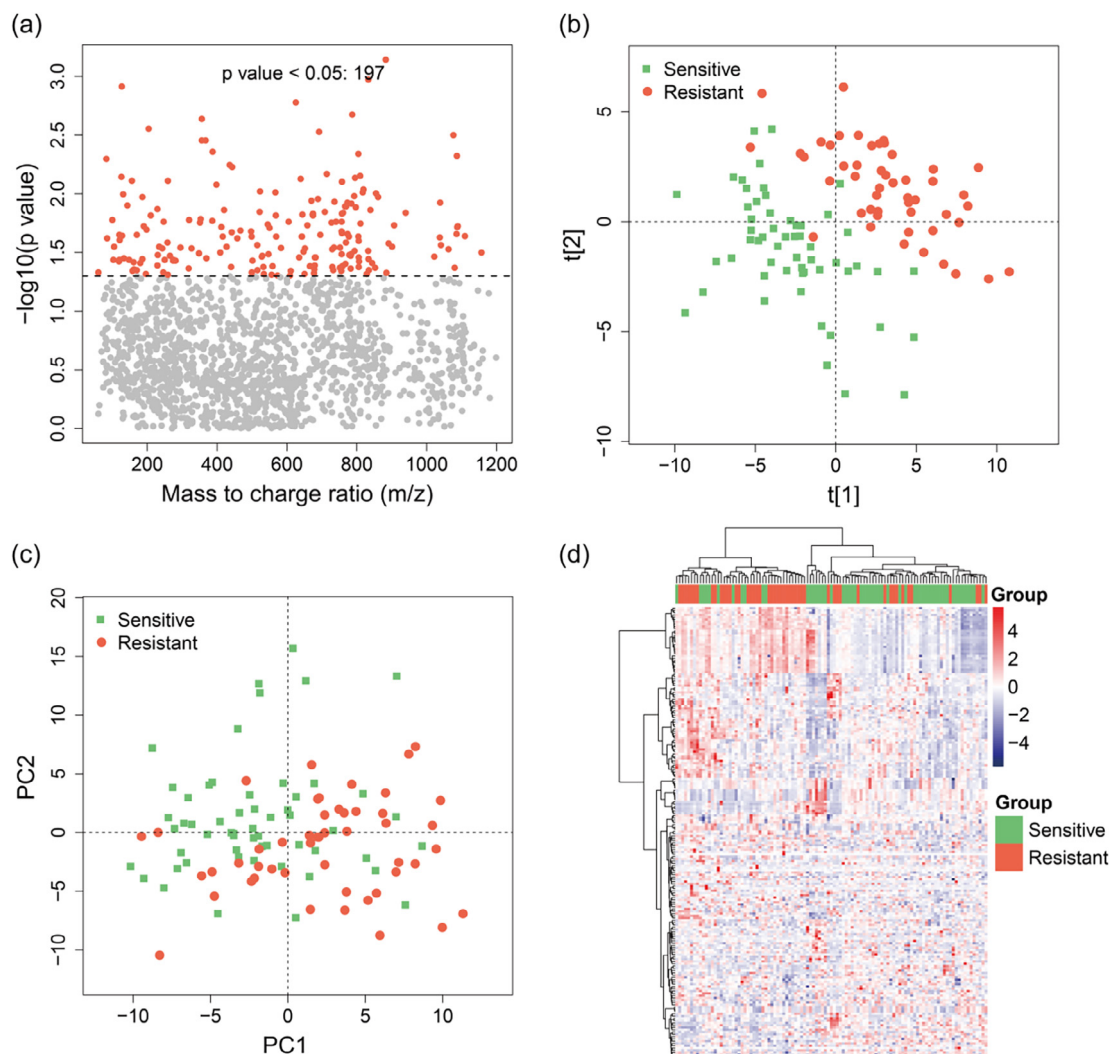 (a)
p value < 0.05: 197
3.0
2.5
2.0
1.5
1.0
0.5
0.0
−log10(p value)
200 400 600 800 1000 1200
Mass to charge ratio (m/z)
(b)
Sensitive
Resistant
5
0
−5
−10
t[2]
−10 −5 0 5 10
t[1]
(c)
Sensitive
Resistant
20
15
10
5
0
−5
−10
PC2
−10 −5 0 5 10
PC1
(d)
Group
4
2
0
−2
−4
Group
Sensitive
Resistant